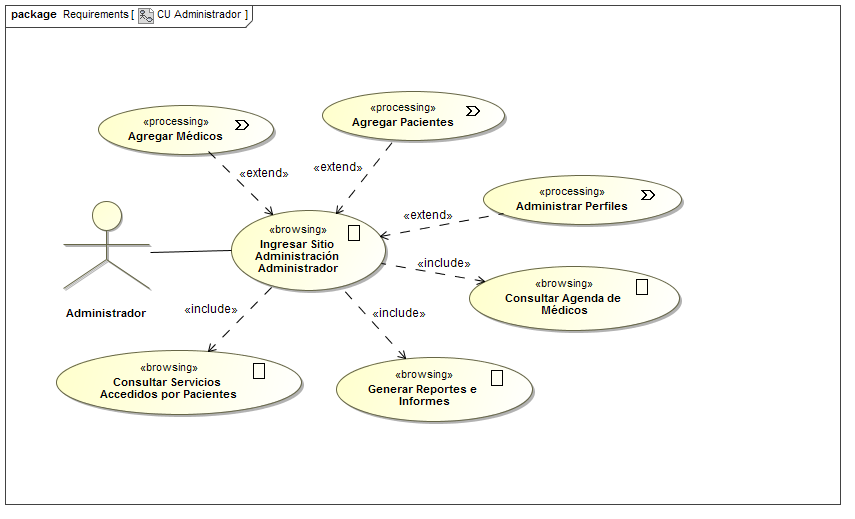 package Requirements [ CU Administrador ]
«processing»
Agregar Médicos
«processing»
Agregar Pacientes
«extend»
«extend»
«processing»
Administrar Perfiles
«extend»
«browsing»
Ingresar Sitio
Administración
Administrador
«include»
«browsing»
Consultar Agenda de
Médicos
Administrador
«include»
«include»
«browsing»
Consultar Servicios
Accedidos por Pacientes
«browsing»
Generar Reportes e
Informes